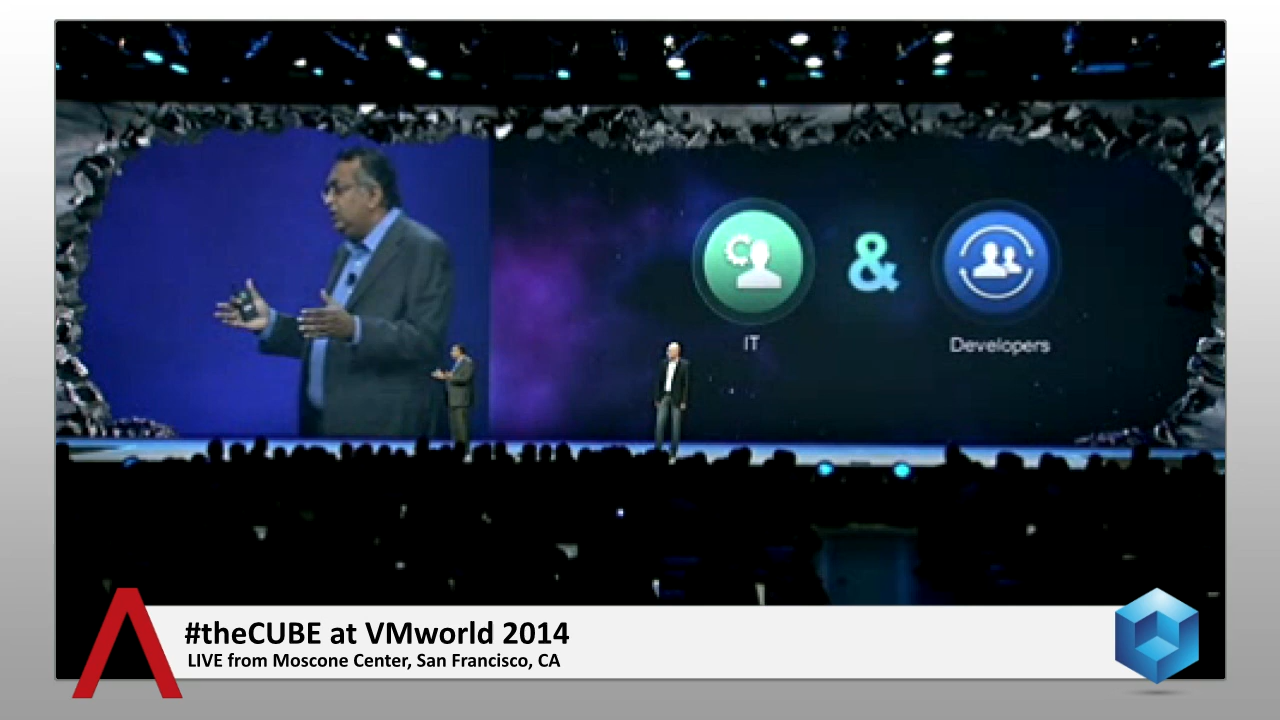 IT
&
Developers
#theCUBE at VMworld 2014
LIVE from Moscone Center, San Francisco, CA